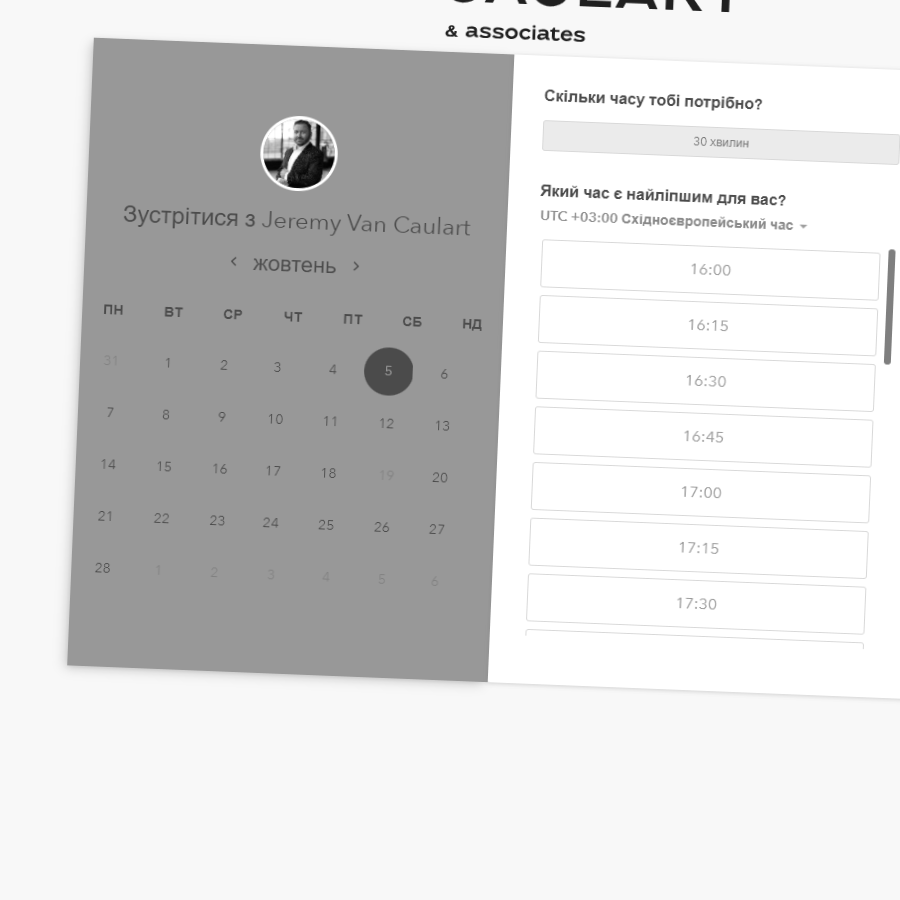 CAULART
& associates
Зустрітися з Jeremy Van Caulart
жовтень
ПН ВТ СР ЧТ ПТ СБ НД
31 1 2 3 4 5 6
7 8 9 10 11 12 13
14 15 16 17 18 19 20
21 22 23 24 25 26 27
28 1 2 3 4 5 6
Скільки часу тобі потрібно?
30 хвилин
Який час є найліпшим для вас?
UTC +03:00 Східноєвропейський час
16:00
16:15
16:30
16:45
17:00
17:15
17:30